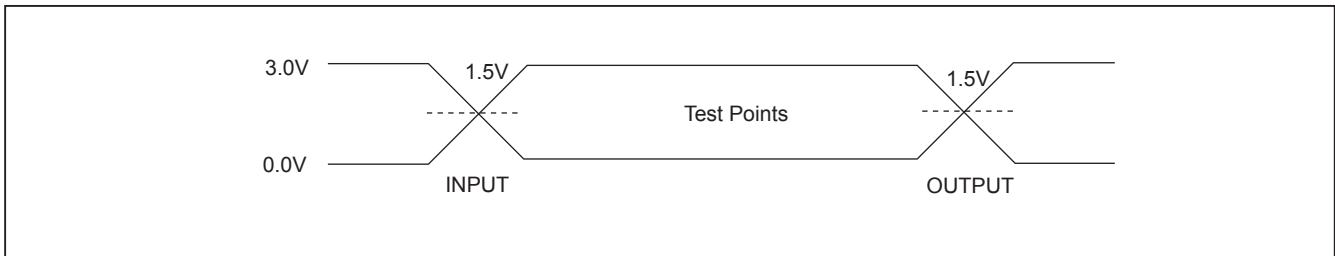 3.0V
1.5V
1.5V
Test Points
0.0V
INPUT
OUTPUT